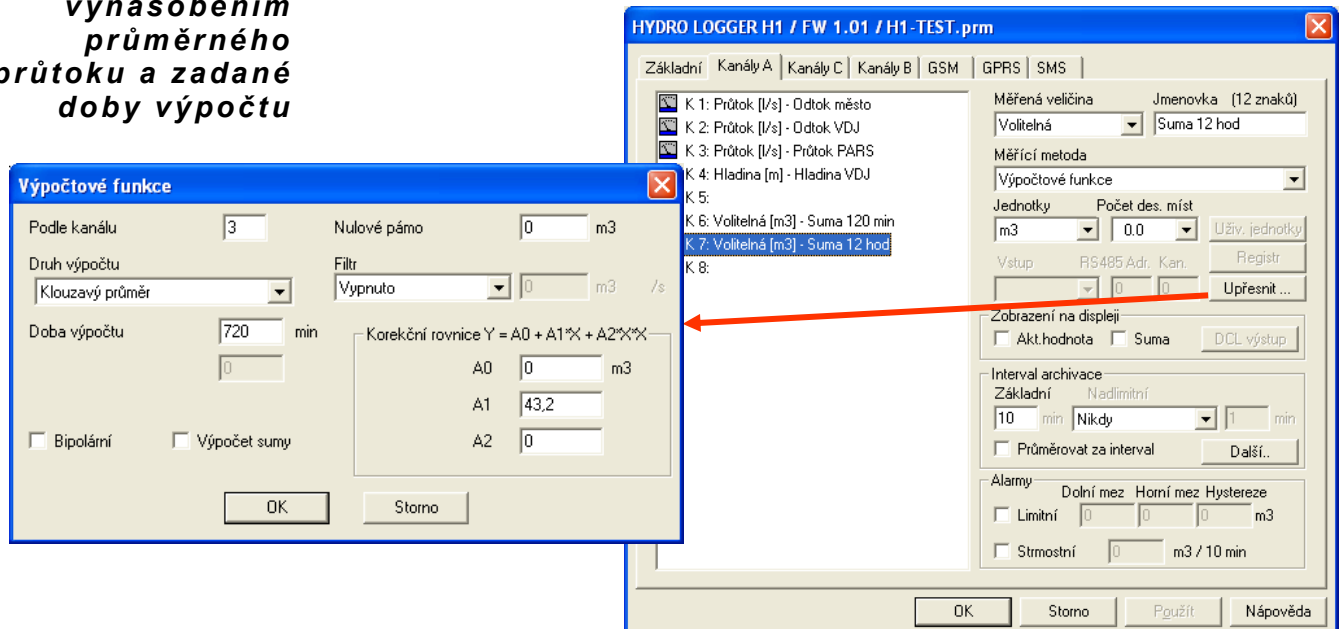 vynásobením
průměrného
průtoku a zadané
doby výpočtu
Výpočtové funkce
Podle kanálu 3 Nulové pámo 0 m3
Druh výpočtu Filtr
Klouzavý průměr Vypnuto 0 m3 /s
Doba výpočtu 720 min Korekční rovnice Y = A0 + A1*X + A2*X*X
0 A0 0 m3
A1 43,2
Bipolární Výpočet sumy A2 0
OK Storno
HYDRO LOGGER H1 / FW 1.01 / H1-TEST.prm
Základní Kanály A Kanály C Kanály B GSM GPRS SMS
K 1: Průtok [l/s] - Odtok město
K 2: Průtok [l/s] - Odtok VDJ
K 3: Průtok [l/s] - Průtok PARS
K 4: Hladina [m] - Hladina VDJ
K 5:
K 6: Volitelná [m3] - Suma 120 min
K 7: Volitelná [m3] - Suma 12 hod
K 8:
Měřená veličina Jmenovka (12 znaků)
Volitelná Suma 12 hod
Měřící metoda
Výpočtové funkce
Jednotky Počet des. míst
m3 0.0 Uživ. jednotky
Vstup RS485 Adr. Kan. Registr
0 0 Upřesnit ...
Zobrazení na displeji
Akt.hodnota Suma DCL výstup
Interval archivace
Základní Nadlimitní
10 min Nikdy 1 min
Průměrovat za interval Další..
Alarmy
Dolní mez Horní mez Hystereze
Limitní 0 0 0 m3
Strmostní 0 m3 / 10 min
OK Storno Použít Nápověda